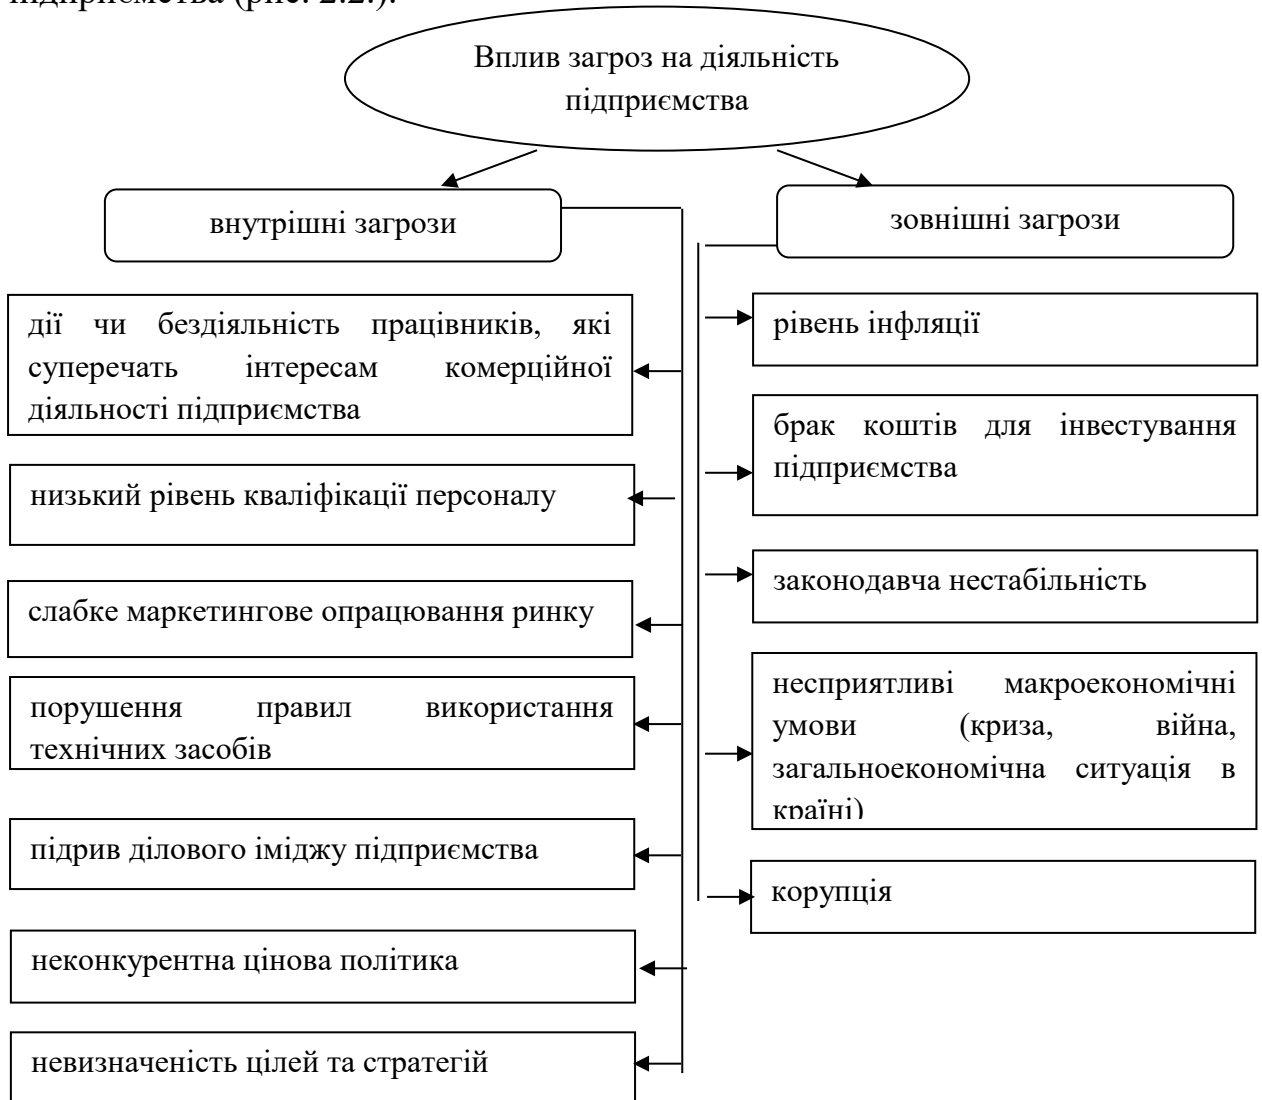 підприємства (рис. 2.2.).
Вплив загроз на діяльність
підприємства
внутрішні загрози
дії чи бездіяльність працівників, які
суперечать інтересам комерційної
діяльності підприємства
низький рівень кваліфікації персоналу
слабке маркетингове опрацювання ринку
порушення правил використання
технічних засобів
підрив ділового іміджу підприємства
неконкурентна цінова політика
невизначеність цілей та стратегій
зовнішні загрози
рівень інфляції
брак коштів для інвестування
підприємства
законодавча нестабільність
несприятливі макроекономічні
умови (криза, війна,
загальноекономічна ситуація в
країні)
корупція